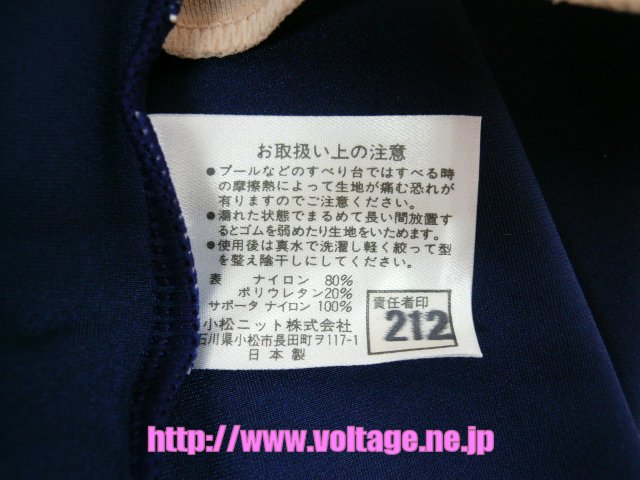 お取扱い上の注意
●プールなどのすべり台ではすべる時
の摩擦熱によって生地が痛む恐れが
有りますのでご注意ください。
●濡れた状態でまるめて長い間放置す
るとゴムを弱めたり生地をいためます。
●使用後は真水で洗濯し軽く絞って型
を整え陰干しにしてください。
表 ナイロン 80%
ポリウレタン20%
サポータ ナイロン 100%
小松ニット株式会社
石川県小松市長田町ヲ117-1
日本製
責任者印
212
http://www.voltage.ne.jp